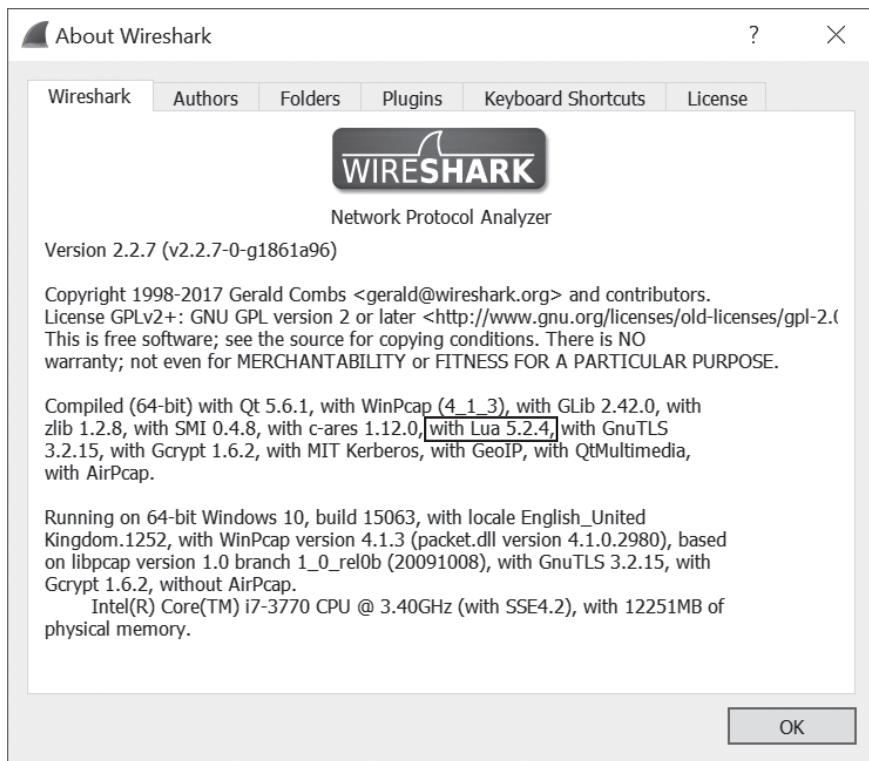 About Wireshark
?
Wireshark
Authors
Folders
Plugins
Keyboard Shortcuts
License
WIRESHARK
Network Protocol Analyzer
Version 2.2.7 (v2.2.7-0-g1861a96)
Copyright 1998-2017 Gerald Combs <gerald@wireshark.org> and contributors.
License GPLv2+: GNU GPL version 2 or later <http://www.gnu.org/licenses/old-licenses/gpl-2.0
This is free software; see the source for copying conditions. There is NO
warranty; not even for MERCHANTABILITY or FITNESS FOR A PARTICULAR PURPOSE.
Compiled (64-bit) with Qt 5.6.1, with WinPcap (4_1_3), with GLib 2.42.0, with
zlib 1.2.8, with SMI 0.4.8, with c-ares 1.12.0, with Lua 5.2.4, with GnuTLS
3.2.15, with Gcrypt 1.6.2, with MIT Kerberos, with GeoIP, with QtMultimedia,
with AirPcap.
Running on 64-bit Windows 10, build 15063, with locale English_United
Kingdom.1252, with WinPcap version 4.1.3 (packet.dll version 4.1.0.2980), based
on libpcap version 1.0 branch 1_0_rel0b (20091008), with GnuTLS 3.2.15, with
Gcrypt 1.6.2, without AirPcap.
Intel(R) Core(TM) i7-3770 CPU @ 3.40GHz (with SSE4.2), with 12251MB of
physical memory.
OK